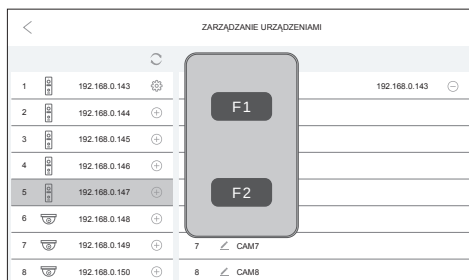 ZARZĄDZANIE URZĄDZENIAMI
1 192.168.0.143 192.168.0.143
2 192.168.0.144
F1
3 192.168.0.145
4 192.168.0.146
5 192.168.0.147
F2
6 192.168.0.148
7 192.168.0.149 7 CAM7
8 192.168.0.150 8 CAM8